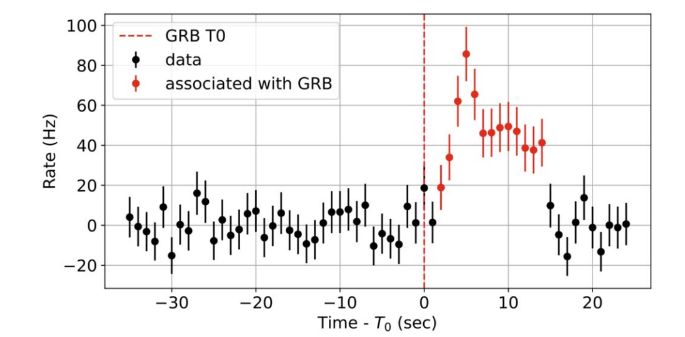 100
80
60
40
20
0
−20
Rate (Hz)
GRB T0
data
associated with GRB
−30 −20 −10 0 10 20
Time - T₀ (sec)